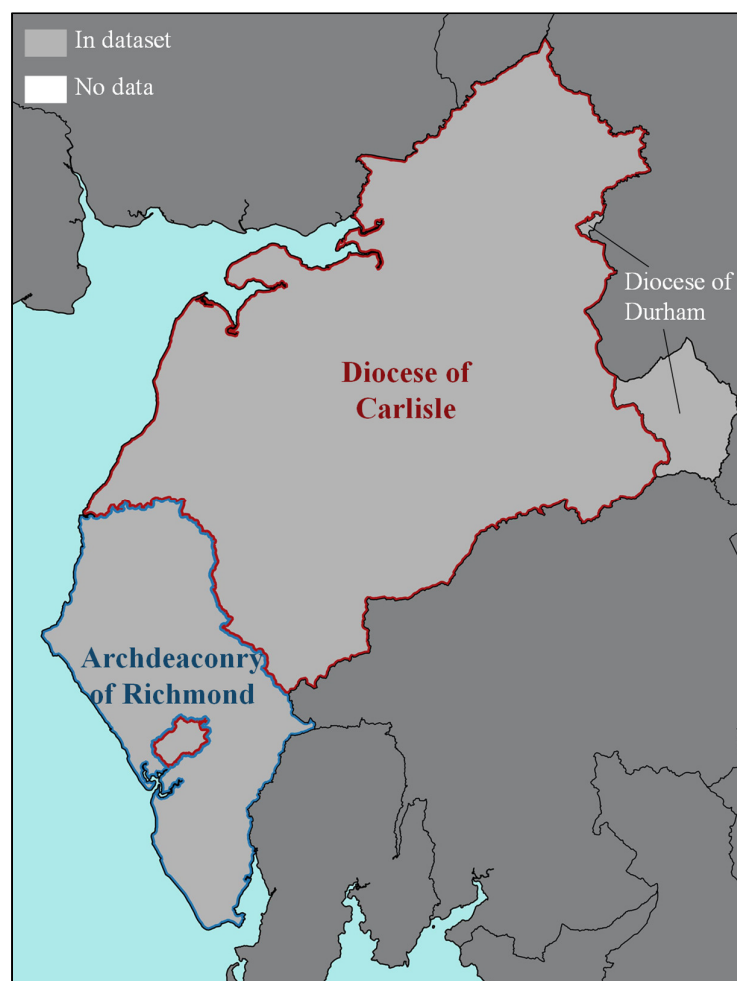 In dataset
No data
Diocese of
Durham
Diocese of
Carlisle
Archdeaconry
of Richmond